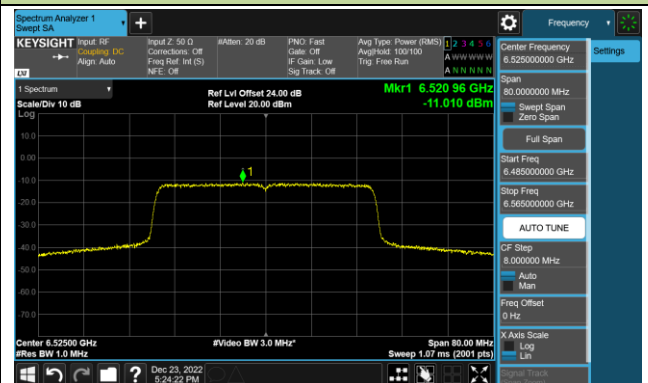 Spectrum Analyzer 1
Swept SA
Frequency
KEYSIGHT
Input: RF
Coupling: DC
Align: Auto
Input Z: 50 Ω
Corrections: Off
Freq Ref: Int (S)
NFE: Off
#Atten: 20 dB
PNO: Fast
Gate: Off
IF Gain: Low
Sig Track: Off
Avg Type: Power (RMS)
Avg|Hold: 100/100
Trig: Free Run
1 2 3 4 5 6
A W W W W W
A N N N N N
LXI
1 Spectrum
Scale/Div 10 dB
Log
Ref Lvl Offset 24.00 dB
Ref Level 20.00 dBm
Mkr1 6.520 96 GHz
-11.010 dBm
1
10.0
0.00
-10.0
-20.0
-30.0
-40.0
-50.0
-60.0
-70.0
Center 6.52500 GHz
#Res BW 1.0 MHz
#Video BW 3.0 MHz*
Span 80.00 MHz
Sweep 1.07 ms (2001 pts)
Dec 23, 2022
5:24:22 PM
Center Frequency
6.525000000 GHz
Settings
Span
80.0000000 MHz
Swept Span
Zero Span
Full Span
Start Freq
6.485000000 GHz
Stop Freq
6.565000000 GHz
AUTO TUNE
CF Step
8.000000 MHz
Auto
Man
Freq Offset
0 Hz
X Axis Scale
Log
Lin
Signal Track